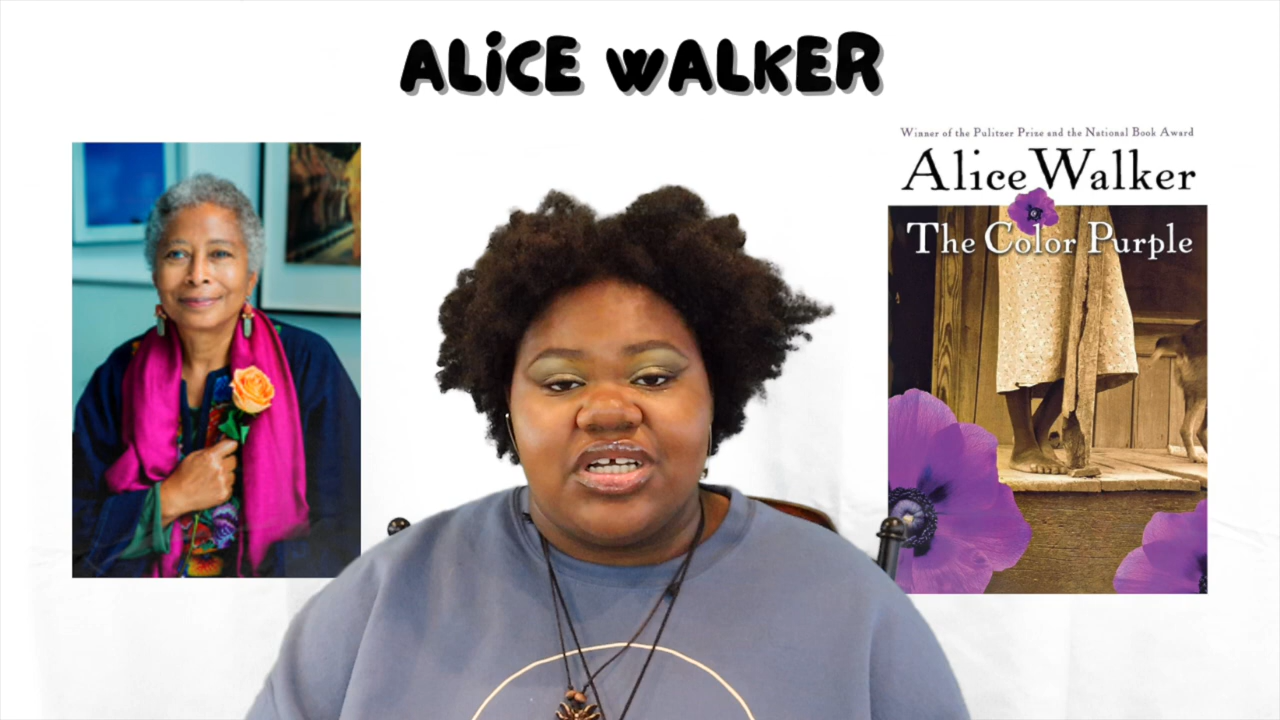 ALiCE WALKER
Winner of the Pulitzer Prize and the National Book Award
Alice Walker
The Color Purple